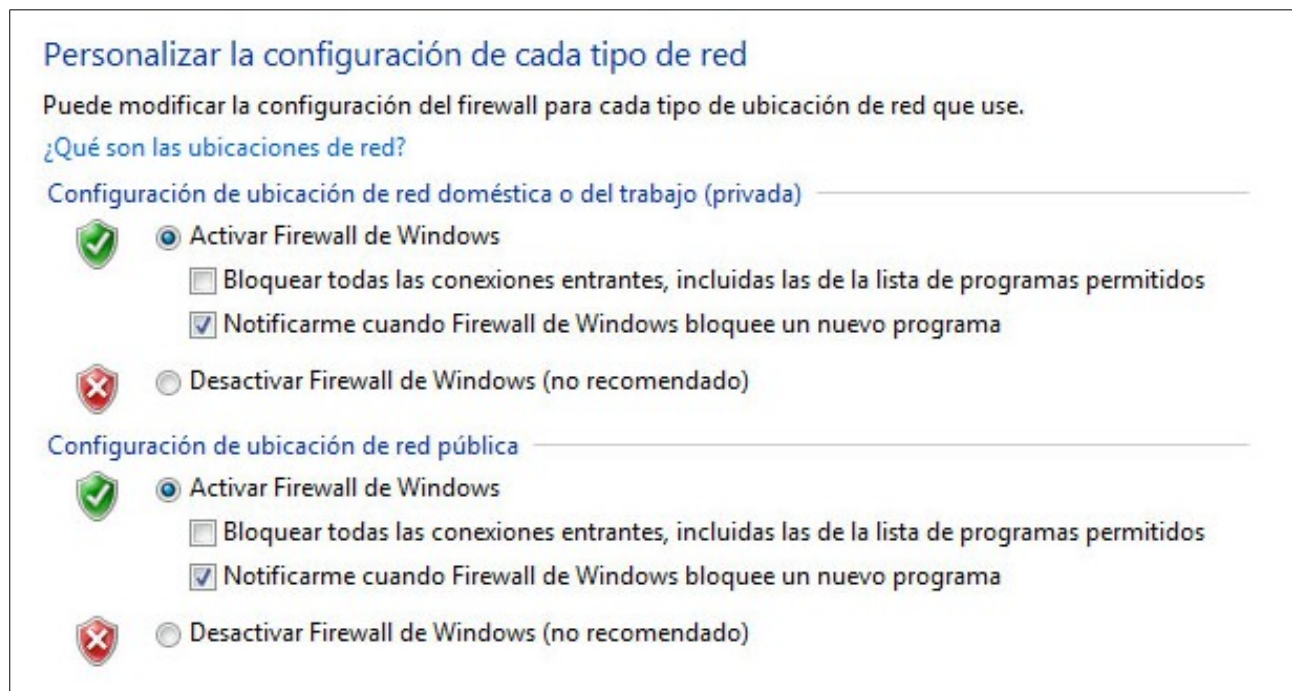 Personalizar la configuración de cada tipo de red
Puede modificar la configuración del firewall para cada tipo de ubicación de red que use.
¿Qué son las ubicaciones de red?
Configuración de ubicación de red doméstica o del trabajo (privada)
Activar Firewall de Windows
Bloquear todas las conexiones entrantes, incluidas las de la lista de programas permitidos
Notificarme cuando Firewall de Windows bloquee un nuevo programa
Desactivar Firewall de Windows (no recomendado)
Configuración de ubicación de red pública
Activar Firewall de Windows
Bloquear todas las conexiones entrantes, incluidas las de la lista de programas permitidos
Notificarme cuando Firewall de Windows bloquee un nuevo programa
Desactivar Firewall de Windows (no recomendado)